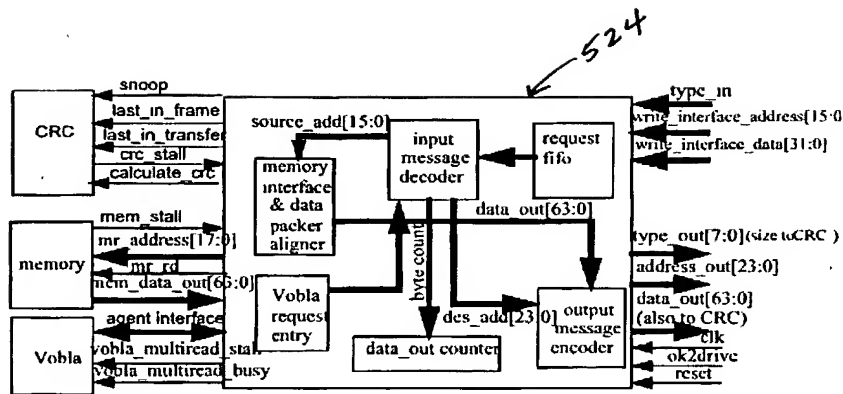 524
snoop
last_in_frame
last_in_transfer
crc_stall
calculate_crc
CRC
mem_stall
mr_address[17:0]
mr_rd
mem_data_out[63:0]
memory
agent interface
vobla_multiread_stall
vobla_multiread_busy
Vobla
source_add[15:0]
input
message
decoder
request
fifo
memory
interface
& data
packer
aligner
data_out[63:0]
byte count
Vobla
request
entry
des_add[23:0]
output
message
encoder
data_out counter
type_in
write_interface_address[15:0
write_interface_data[31:0]
type_out[7:0](size toCRC)
address_out[23:0]
data_out[63:0]
(also to CRC)
clk
ok2drive
reset